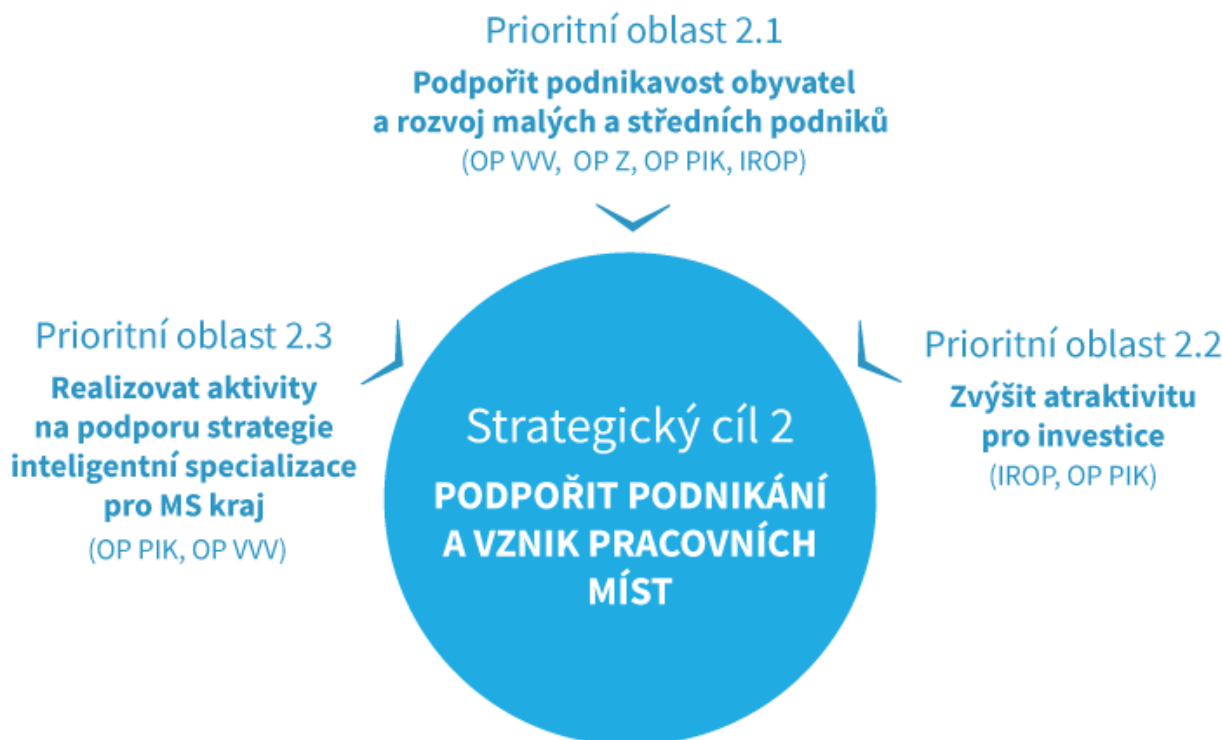 Prioritní oblast 2.1
Podpořit podnikavost obyvatel
a rozvoj malých a středních podniků
(OP VVV, OP Z, OP PIK, IROP)
Prioritní oblast 2.3
Realizovat aktivity
na podporu strategie
inteligentní specializace
pro MS kraj
(OP PIK, OP VVV)
Strategický cíl 2
PODPOŘIT PODNIKÁNÍ
A VZNIK PRACOVNÍCH
MÍST
Prioritní oblast 2.2
Zvýšit atraktivitu
pro investice
(IROP, OP PIK)